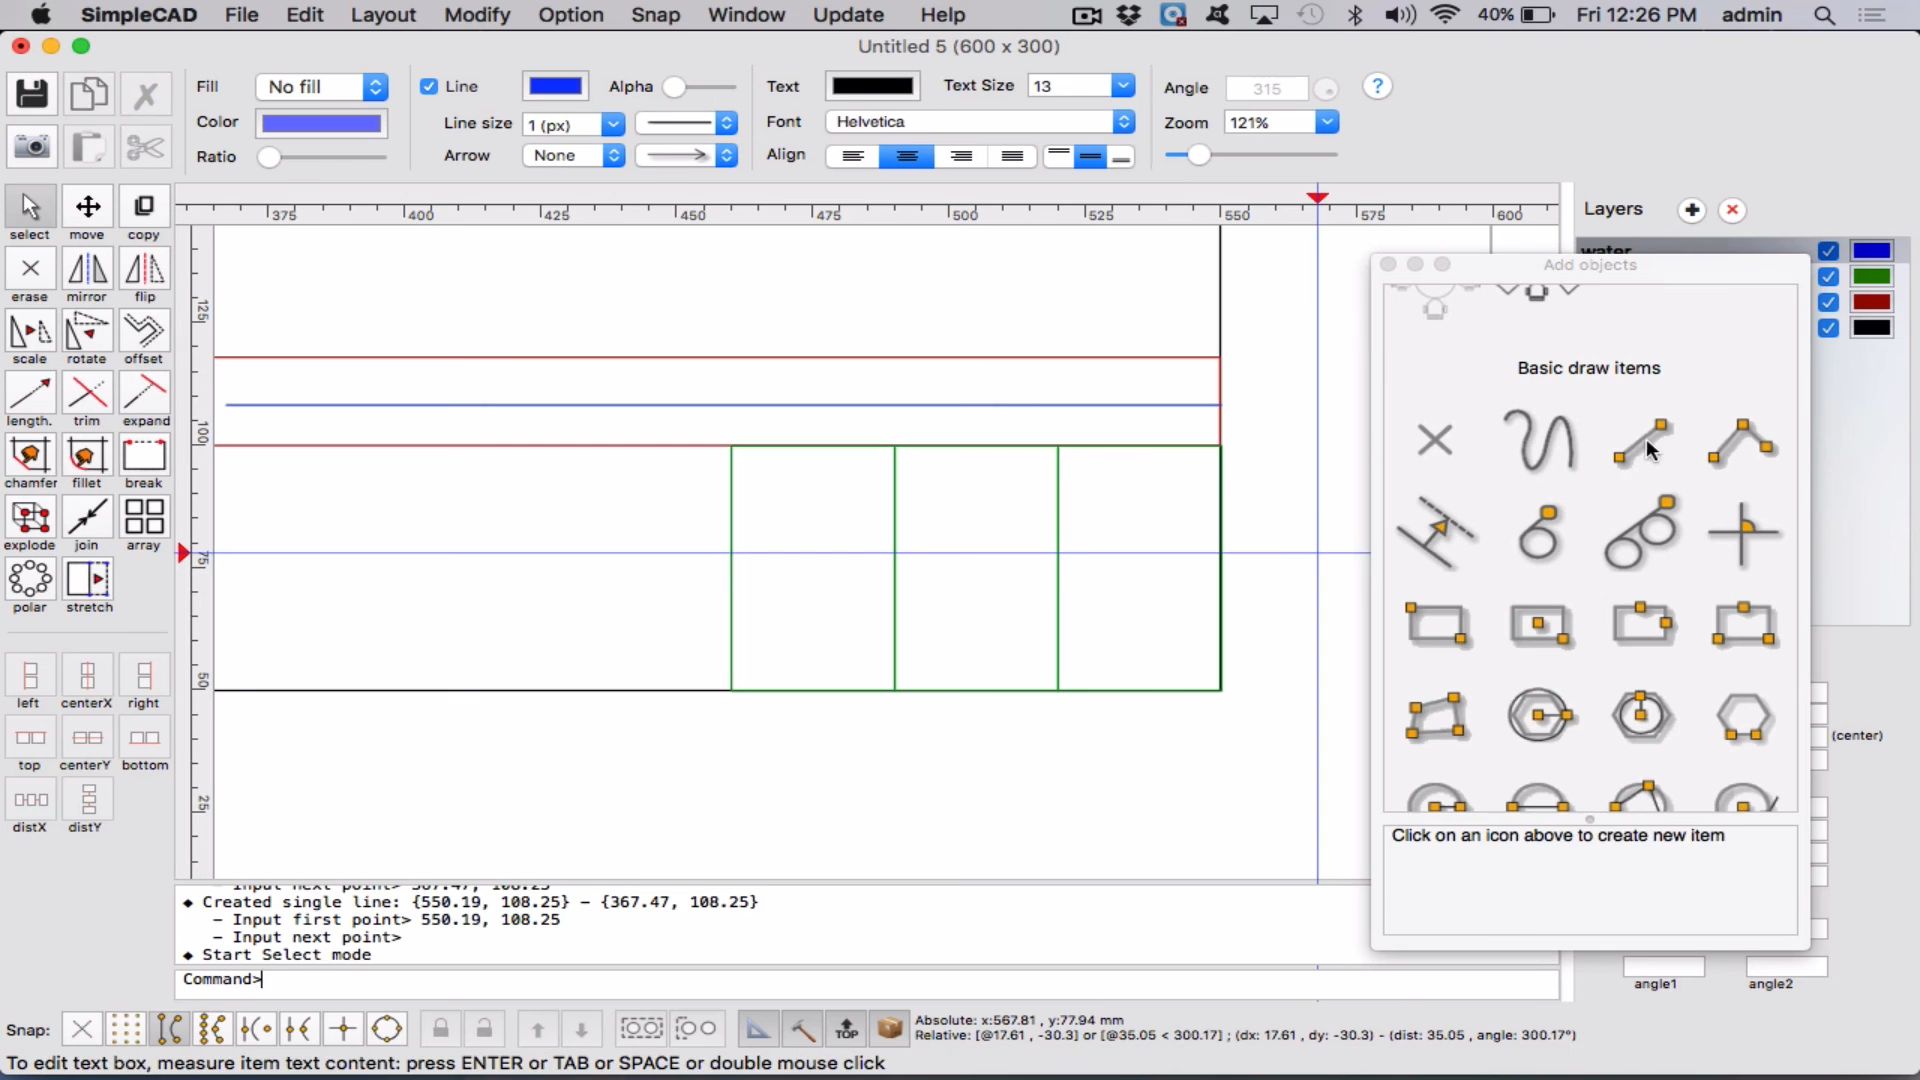 SimpleCAD File Edit Layout Modify Option Snap Window Update Help 40% Fri 12:26 PM admin
Untitled 5 (600 x 300)
Fill No fill Line Alpha Text Text Size 13 Angle 315 ?
Color Line size 1 (px) Font Helvetica Zoom 121%
Ratio Arrow None Align
375 400 425 450 475 500 525 550 575 600
Layers
select move copy
water
Add objects
erase mirror flip
125
scale rotate offset
Basic draw items
length. trim expand
100
chamfer fillet break
explode join array
75
polar stretch
50
left centerX right
(center)
top centerY bottom
25
distX distY
Click on an icon above to create new item
- Input next point> 367.47, 108.25
◆ Created single line: {550.19, 108.25} - {367.47, 108.25}
- Input first point> 550.19, 108.25
- Input next point>
◆ Start Select mode
Command>
angle1 angle2
Snap: TOP
Absolute: x:567.81 , y:77.94 mm
Relative: [@17.61 , -30.3] or [@35.05 < 300.17] ; (dx: 17.61 , dy: -30.3) - (dist: 35.05 , angle: 300.17°)
To edit text box, measure item text content: press ENTER or TAB or SPACE or double mouse click